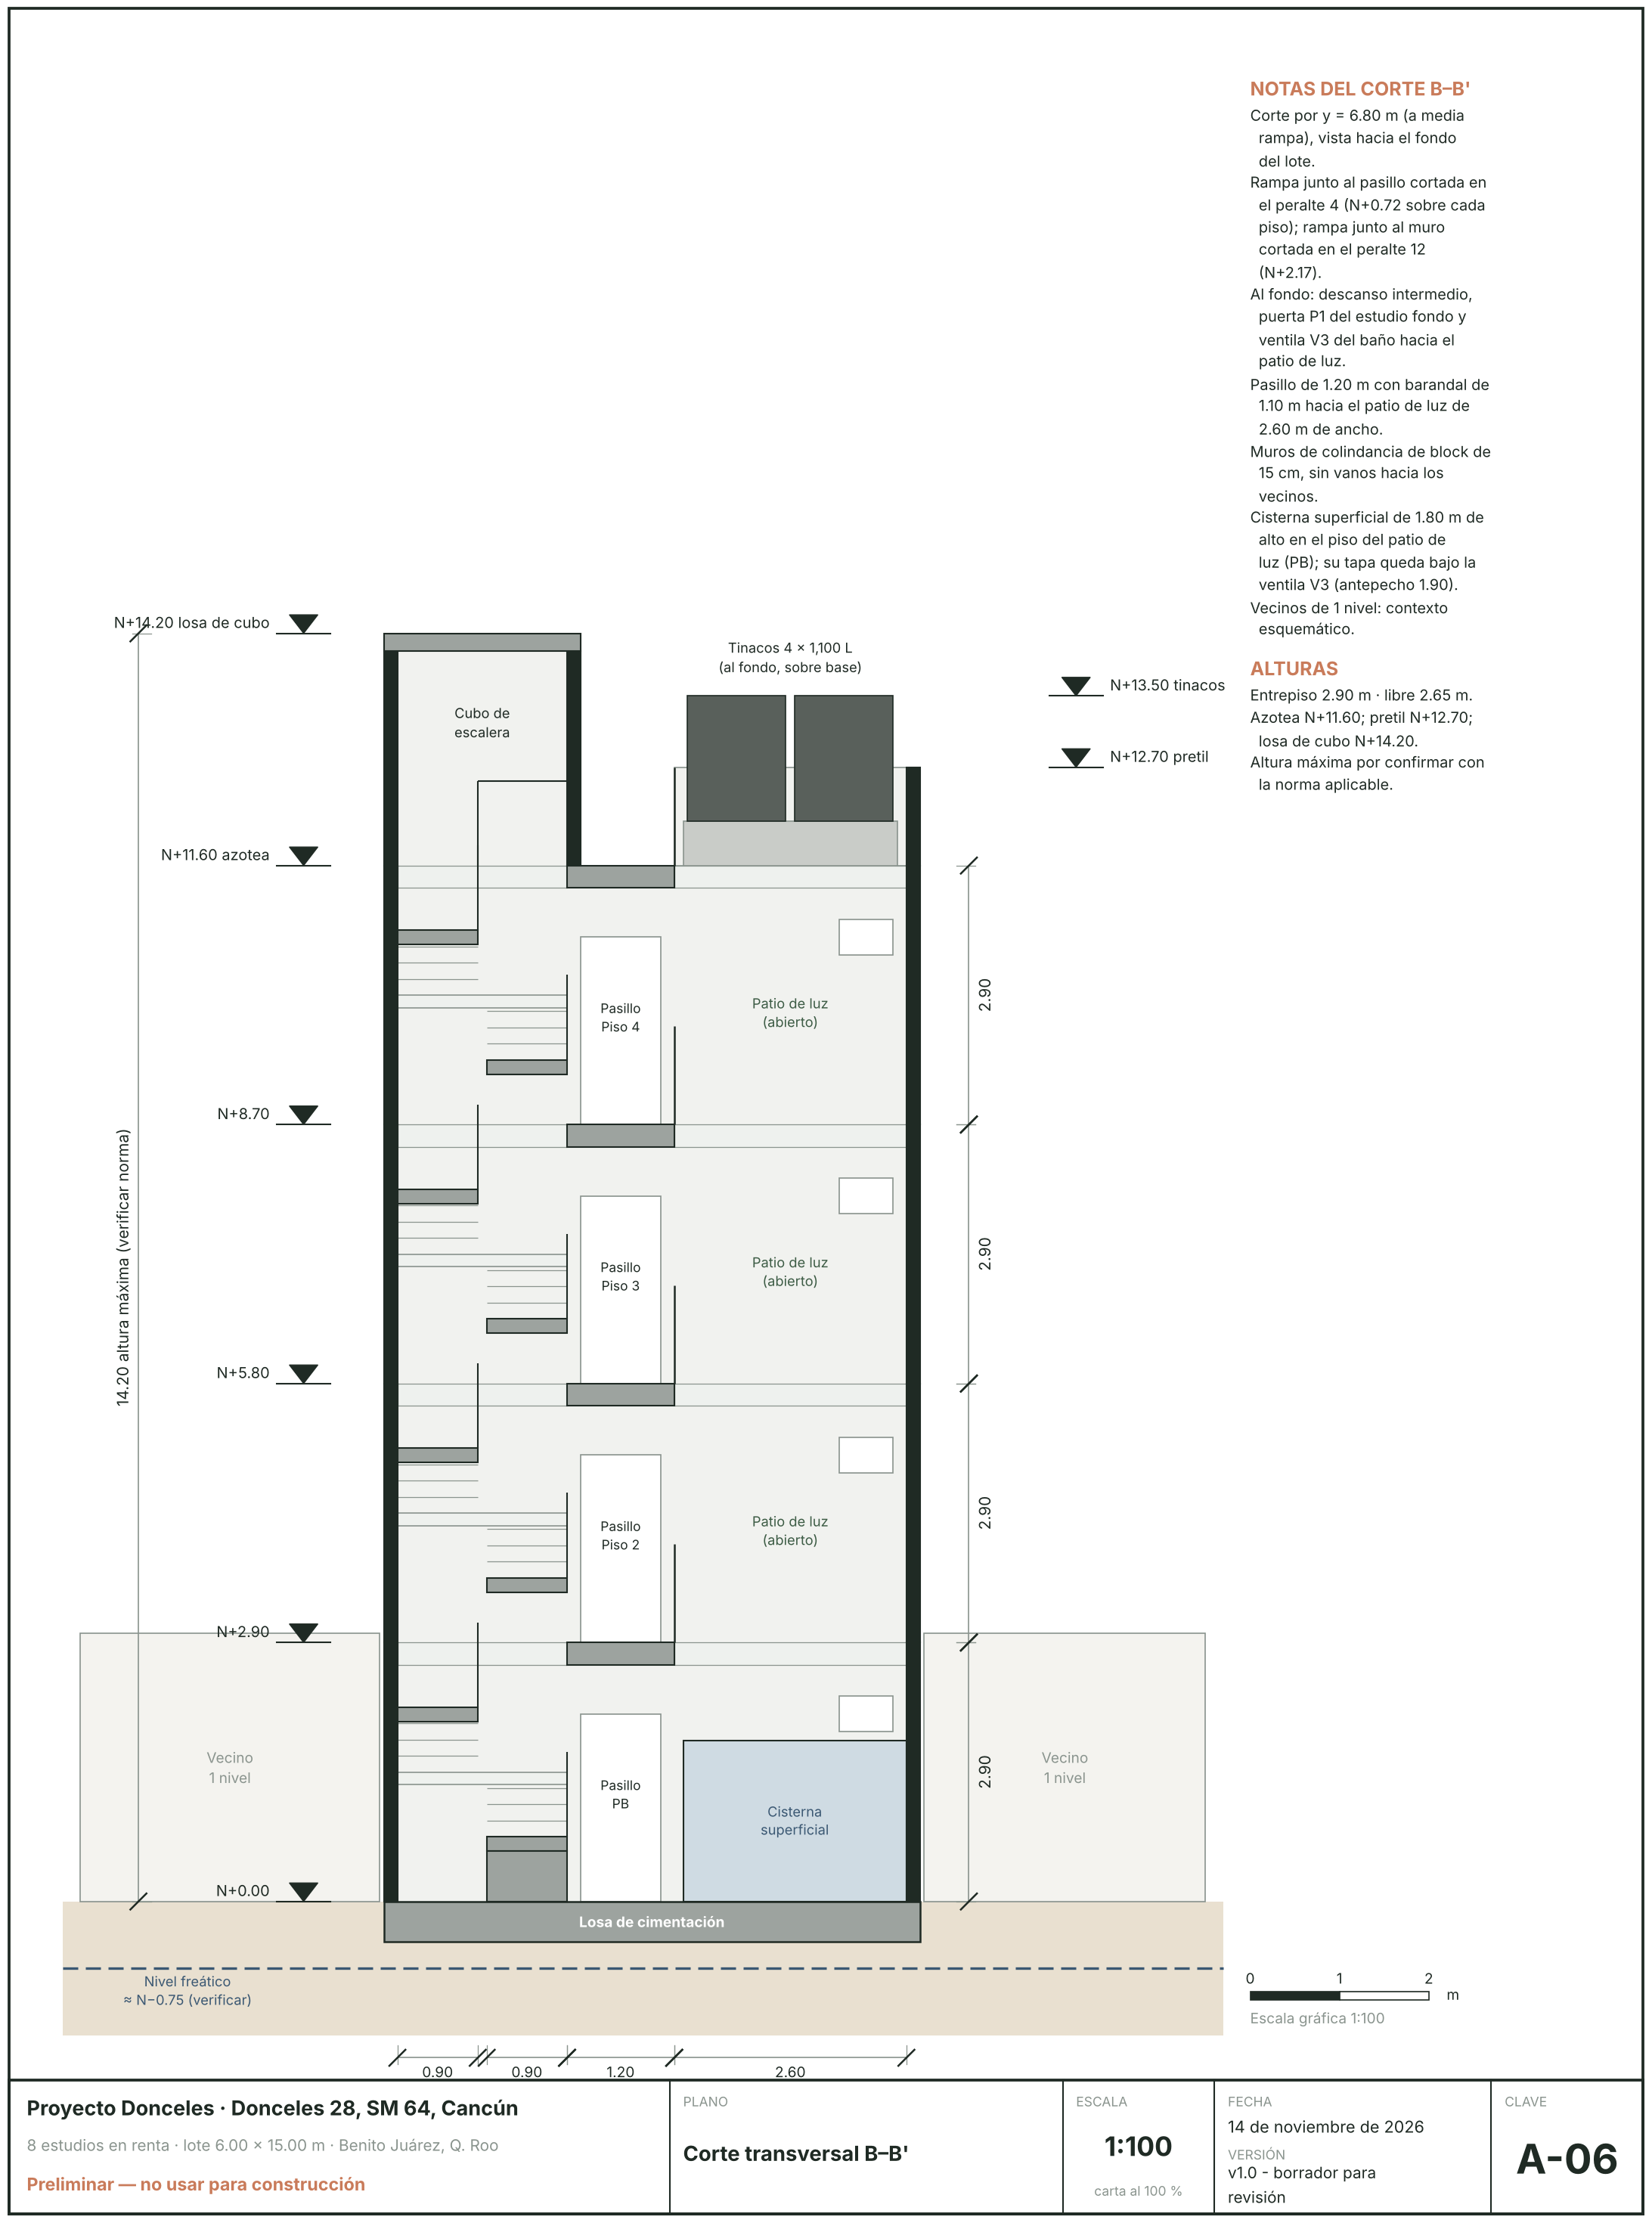 NOTAS DEL CORTE B–B'
Corte por y = 6.80 m (a media
rampa), vista hacia el fondo
del lote.
Rampa junto al pasillo cortada en
el peralte 4 (N+0.72 sobre cada
piso); rampa junto al muro
cortada en el peralte 12
(N+2.17).
Al fondo: descanso intermedio,
puerta P1 del estudio fondo y
ventila V3 del baño hacia el
patio de luz.
Pasillo de 1.20 m con barandal de
1.10 m hacia el patio de luz de
2.60 m de ancho.
Muros de colindancia de block de
15 cm, sin vanos hacia los
vecinos.
Cisterna superficial de 1.80 m de
alto en el piso del patio de
luz (PB); su tapa queda bajo la
ventila V3 (antepecho 1.90).
Vecinos de 1 nivel: contexto
esquemático.
ALTURAS
Entrepiso 2.90 m · libre 2.65 m.
Azotea N+11.60; pretil N+12.70;
losa de cubo N+14.20.
Altura máxima por confirmar con
la norma aplicable.
N+14.20 losa de cubo
Tinacos 4 × 1,100 L
(al fondo, sobre base)
N+13.50 tinacos
Cubo de
escalera
N+12.70 pretil
N+11.60 azotea
Pasillo
Piso 4
Patio de luz
(abierto)
2.90
N+8.70
14.20 altura máxima (verificar norma)
Pasillo
Piso 3
Patio de luz
(abierto)
2.90
N+5.80
Pasillo
Piso 2
Patio de luz
(abierto)
2.90
N+2.90
Vecino
1 nivel
Pasillo
PB
Cisterna
superficial
2.90
Vecino
1 nivel
N+0.00
Losa de cimentación
Nivel freático
≈ N−0.75 (verificar)
0 1 2
m
Escala gráfica 1:100
0.90 0.90 1.20 2.60
Proyecto Donceles · Donceles 28, SM 64, Cancún
8 estudios en renta · lote 6.00 × 15.00 m · Benito Juárez, Q. Roo
Preliminar — no usar para construcción
PLANO
Corte transversal B–B'
ESCALA
1:100
carta al 100 %
FECHA
14 de noviembre de 2026
VERSIÓN
v1.0 - borrador para
revisión
CLAVE
A-06